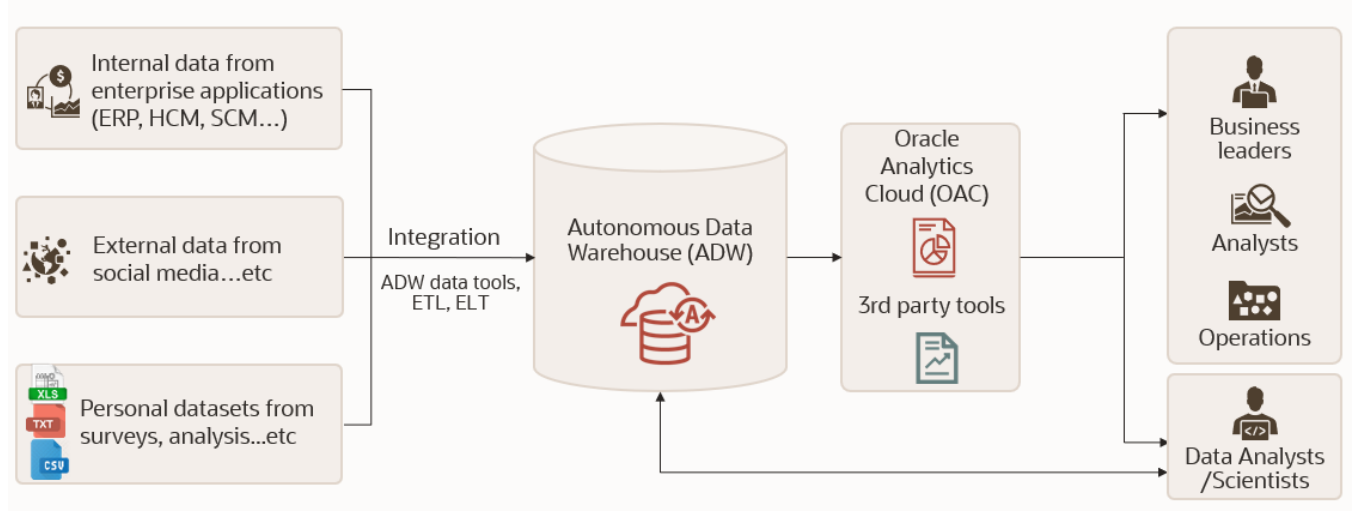 Internal data from
enterprise applications
(ERP, HCM, SCM...)
External data from
social media...etc
XLS
TXT
CSV
Personal datasets from
surveys, analysis...etc
Integration
ADW data tools,
ETL, ELT
Autonomous Data
Warehouse (ADW)
A
Oracle
Analytics
Cloud (OAC)
3rd party tools
Business
leaders
Analysts
Operations
</>
Data Analysts
/Scientists